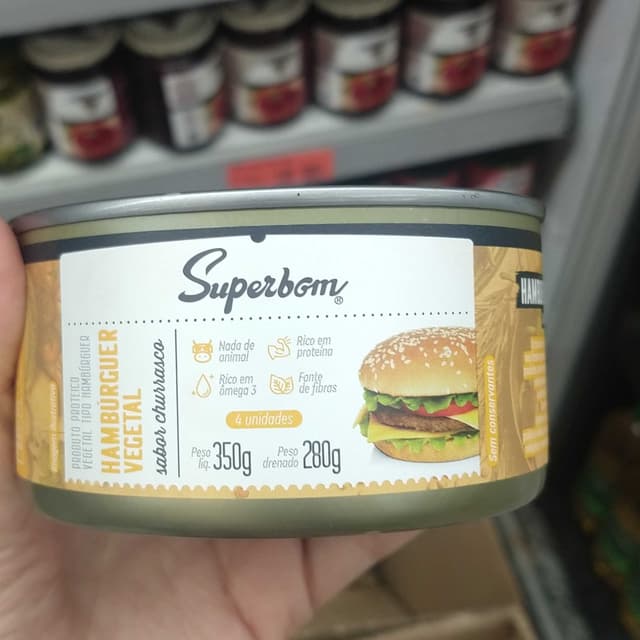 Superbom®
PRODUTO PROTEICO
VEGETAL TIPO HAMBÚRGUER
HAMBÚRGUER
VEGETAL
sabor churrasco
Nada de
animal
Rico em
proteína
Rico em
ômega 3
Fonte
de fibras
4 unidades
Peso
líq. 350g
Peso
drenado 280g
Sem conservantes